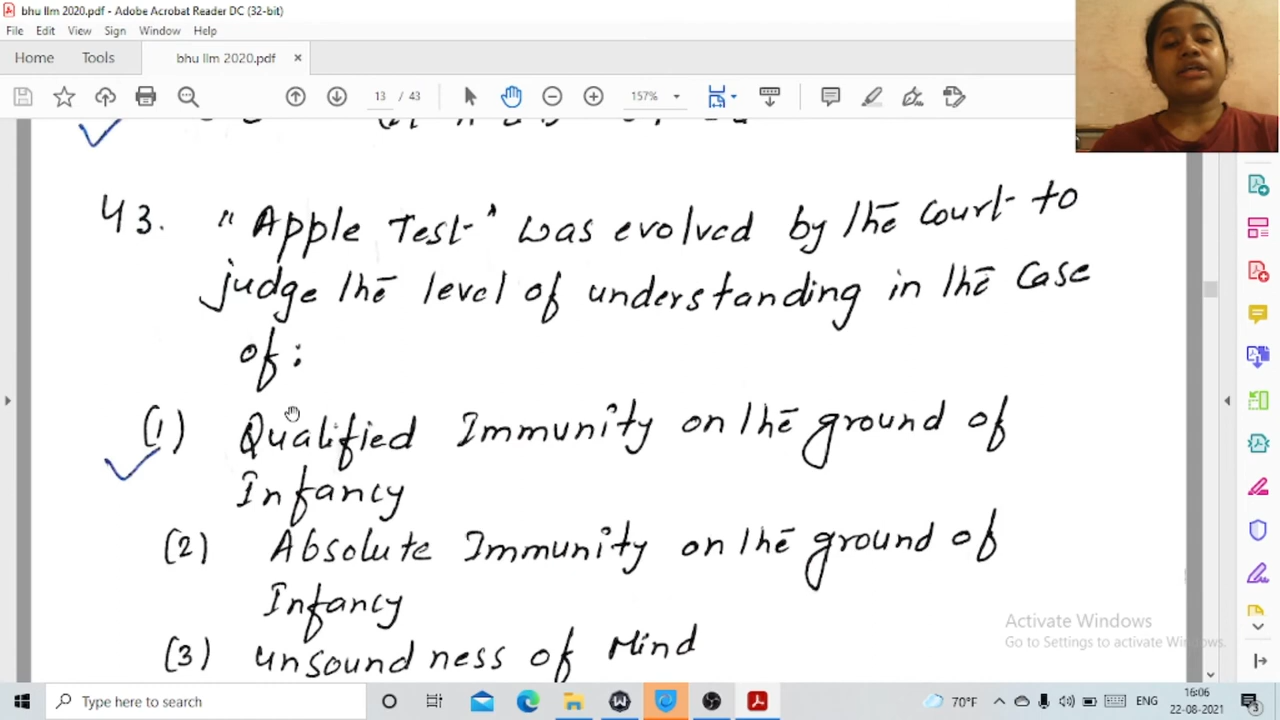 bhu llm 2020.pdf - Adobe Acrobat Reader DC (32-bit)
File Edit View Sign Window Help
Home Tools bhu llm 2020.pdf ×
13 / 43 157%
43. "Apple Test" was evolved by the court to
judge the level of understanding in the case
of:
(1) Qualified Immunity on the ground of
Infancy
(2) Absolute Immunity on the ground of
Infancy
(3) unsoundness of Mind
Activate Windows
Go to Settings to activate Windows.
Type here to search
70°F ENG 16:06
22-08-2021
3